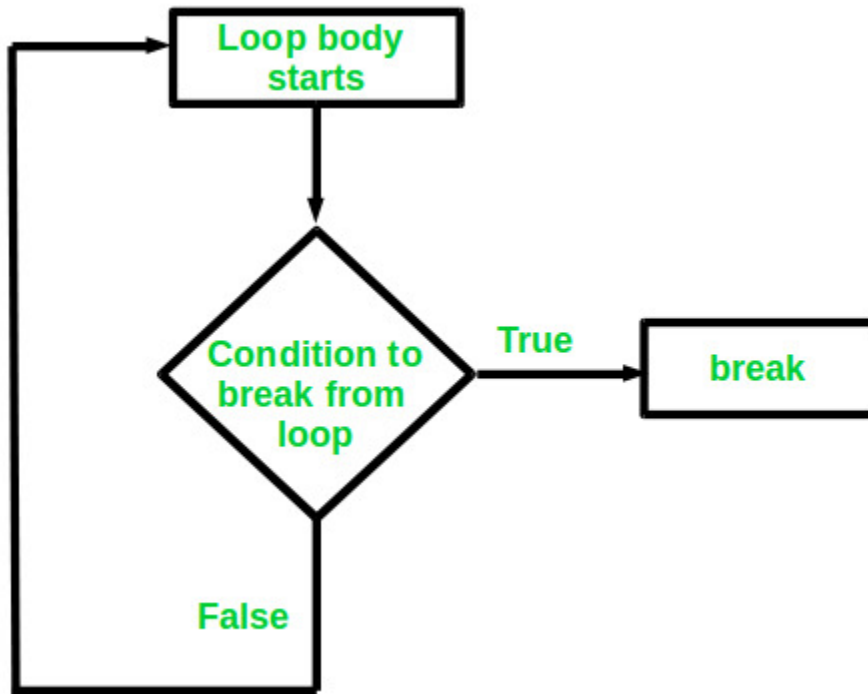 Loop body
starts
Condition to
break from
loop
True
break
False